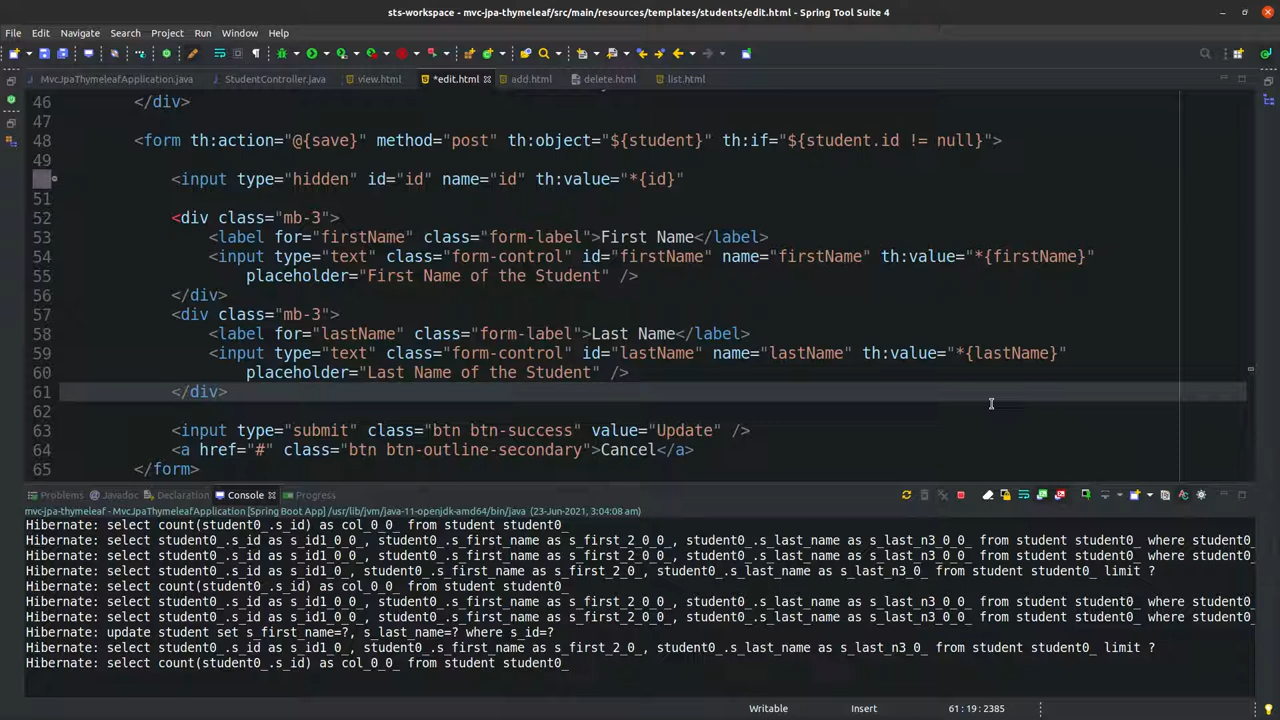 sts-workspace - mvc-jpa-thymeleaf/src/main/resources/templates/students/edit.html - Spring Tool Suite 4
File Edit Navigate Search Project Run Window Help
MvcJpaThymeleafApplication.java StudentController.java view.html *edit.html add.html delete.html list.html
46 </div>
47
48 <form th:action="@{save}" method="post" th:object="${student}" th:if="${student.id != null}">
49
<input type="hidden" id="id" name="id" th:value="*{id}"
51
52 <div class="mb-3">
53 <label for="firstName" class="form-label">First Name</label>
54 <input type="text" class="form-control" id="firstName" name="firstName" th:value="*{firstName}"
55 placeholder="First Name of the Student" />
56 </div>
57 <div class="mb-3">
58 <label for="lastName" class="form-label">Last Name</label>
59 <input type="text" class="form-control" id="lastName" name="lastName" th:value="*{lastName}"
60 placeholder="Last Name of the Student" />
61 </div>
62
63 <input type="submit" class="btn btn-success" value="Update" />
64 <a href="#" class="btn btn-outline-secondary">Cancel</a>
65 </form>
Problems Javadoc Declaration Console Progress
mvc-jpa-thymeleaf - MvcJpaThymeleafApplication [Spring Boot App] /usr/lib/jvm/java-11-openjdk-amd64/bin/java (23-Jun-2021, 3:04:08 am)
Hibernate: select count(student0_.s_id) as col_0_0_ from student student0_
Hibernate: select student0_.s_id as s_id1_0_0_, student0_.s_first_name as s_first_2_0_0_, student0_.s_last_name as s_last_n3_0_0_ from student student0_ where student0_
Hibernate: select student0_.s_id as s_id1_0_0_, student0_.s_first_name as s_first_2_0_0_, student0_.s_last_name as s_last_n3_0_0_ from student student0_ where student0_
Hibernate: select student0_.s_id as s_id1_0_, student0_.s_first_name as s_first_2_0_, student0_.s_last_name as s_last_n3_0_ from student student0_ limit ?
Hibernate: select count(student0_.s_id) as col_0_0_ from student student0_
Hibernate: select student0_.s_id as s_id1_0_0_, student0_.s_first_name as s_first_2_0_0_, student0_.s_last_name as s_last_n3_0_0_ from student student0_ where student0_
Hibernate: select student0_.s_id as s_id1_0_0_, student0_.s_first_name as s_first_2_0_0_, student0_.s_last_name as s_last_n3_0_0_ from student student0_ where student0_
Hibernate: update student set s_first_name=?, s_last_name=? where s_id=?
Hibernate: select student0_.s_id as s_id1_0_, student0_.s_first_name as s_first_2_0_, student0_.s_last_name as s_last_n3_0_ from student student0_ limit ?
Hibernate: select count(student0_.s_id) as col_0_0_ from student student0_
Writable Insert 61:19:2385